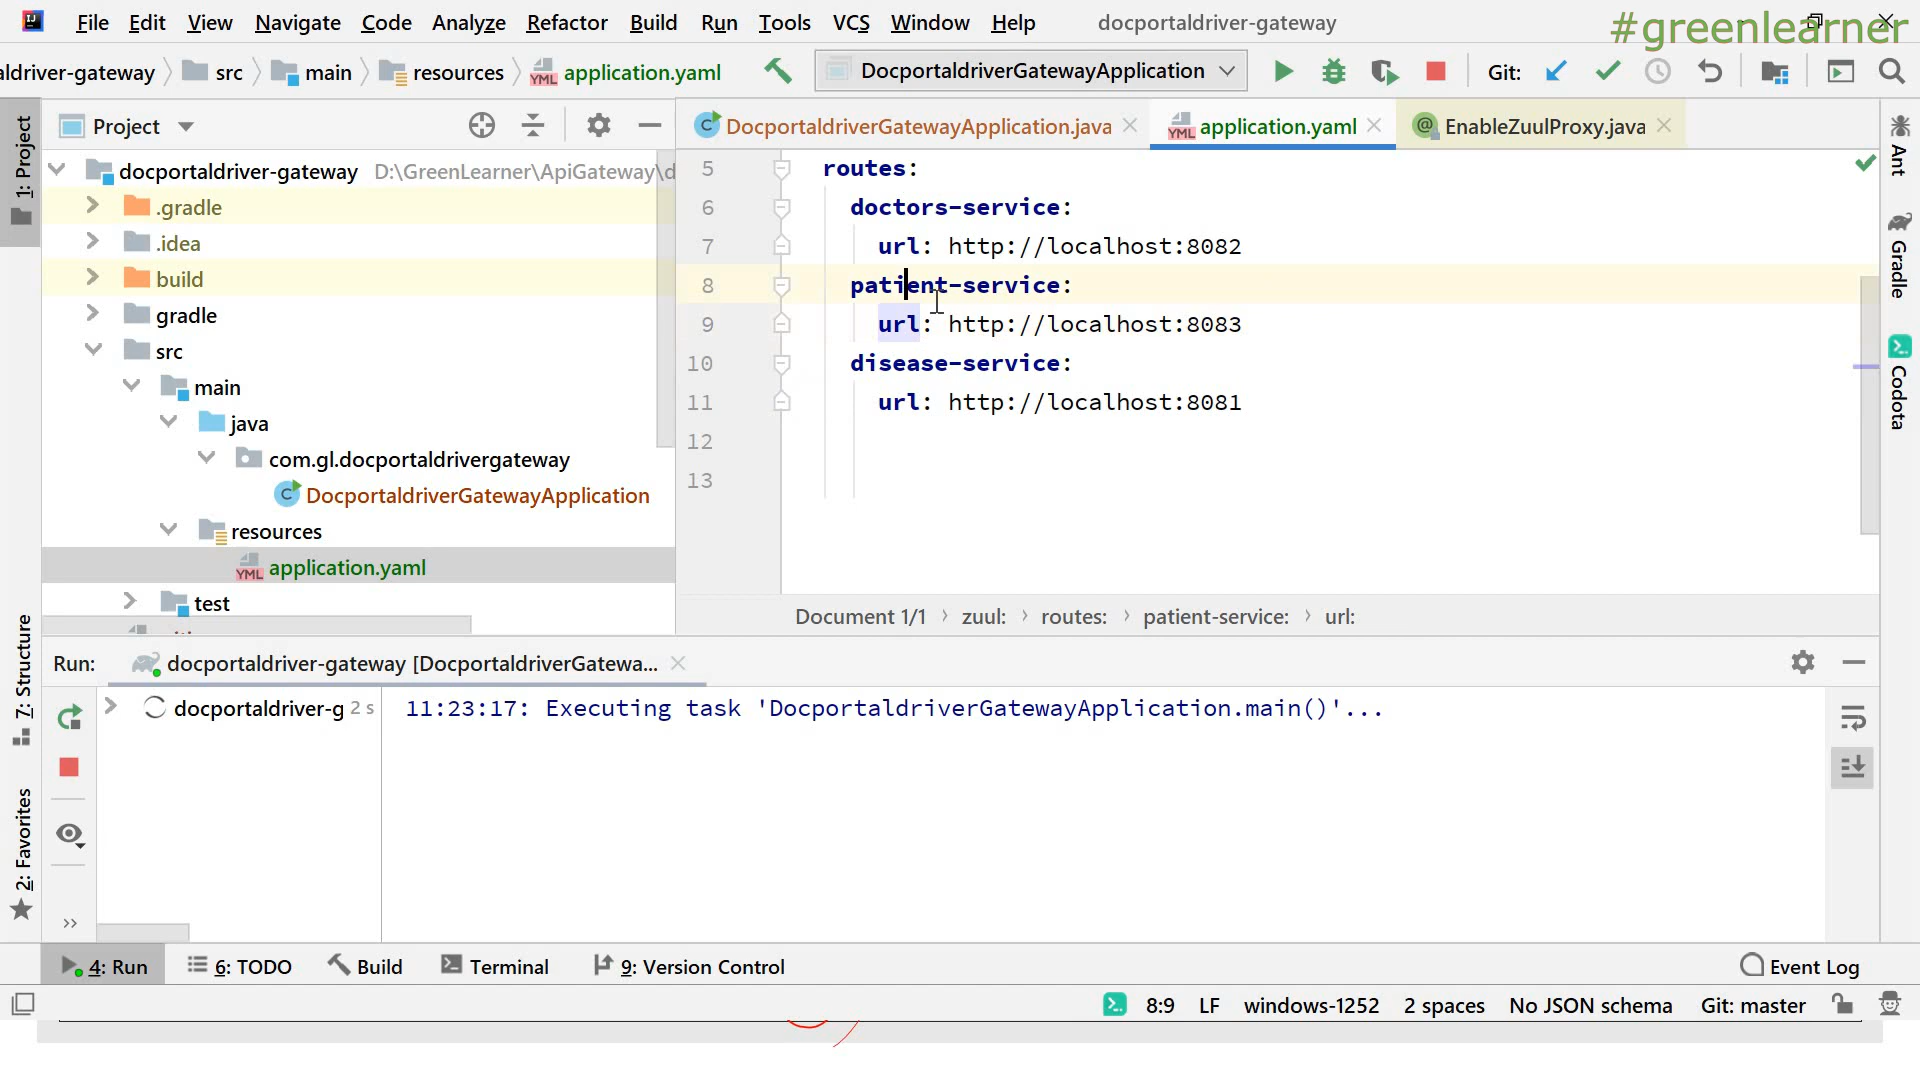 File Edit View Navigate Code Analyze Refactor Build Run Tools VCS Window Help docportaldriver-gateway
#greenlearner
aldriver-gateway src main resources application.yaml DocportaldriverGatewayApplication Git:
Project
DocportaldriverGatewayApplication.java application.yaml EnableZuulProxy.java
1: Project
7: Structure
2: Favorites
docportaldriver-gateway D:\GreenLearner\ApiGateway\d
.gradle
.idea
build
gradle
src
main
java
com.gl.docportaldrivergateway
DocportaldriverGatewayApplication
resources
application.yaml
test
5 routes:
6 doctors-service:
7 url: http://localhost:8082
8 patient-service:
9 url: http://localhost:8083
10 disease-service:
11 url: http://localhost:8081
12
13
Document 1/1 zuul: routes: patient-service: url:
Ant
Gradle
Codota
Run: docportaldriver-gateway [DocportaldriverGatewa...
docportaldriver-g 2 s
11:23:17: Executing task 'DocportaldriverGatewayApplication.main()'...
4: Run 6: TODO Build Terminal 9: Version Control Event Log
8:9 LF windows-1252 2 spaces No JSON schema Git: master